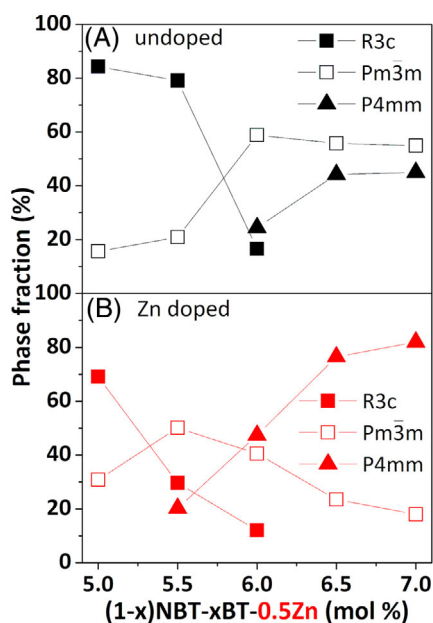 (A) undoped
R3c
Pm3̄m
P4mm
100
80
60
40
20
Phase fraction (%)
100
(B) Zn doped
R3c
Pm3̄m
P4mm
80
60
40
20
0
5.0 5.5 6.0 6.5 7.0
(1-x)NBT-xBT-0.5Zn (mol %)